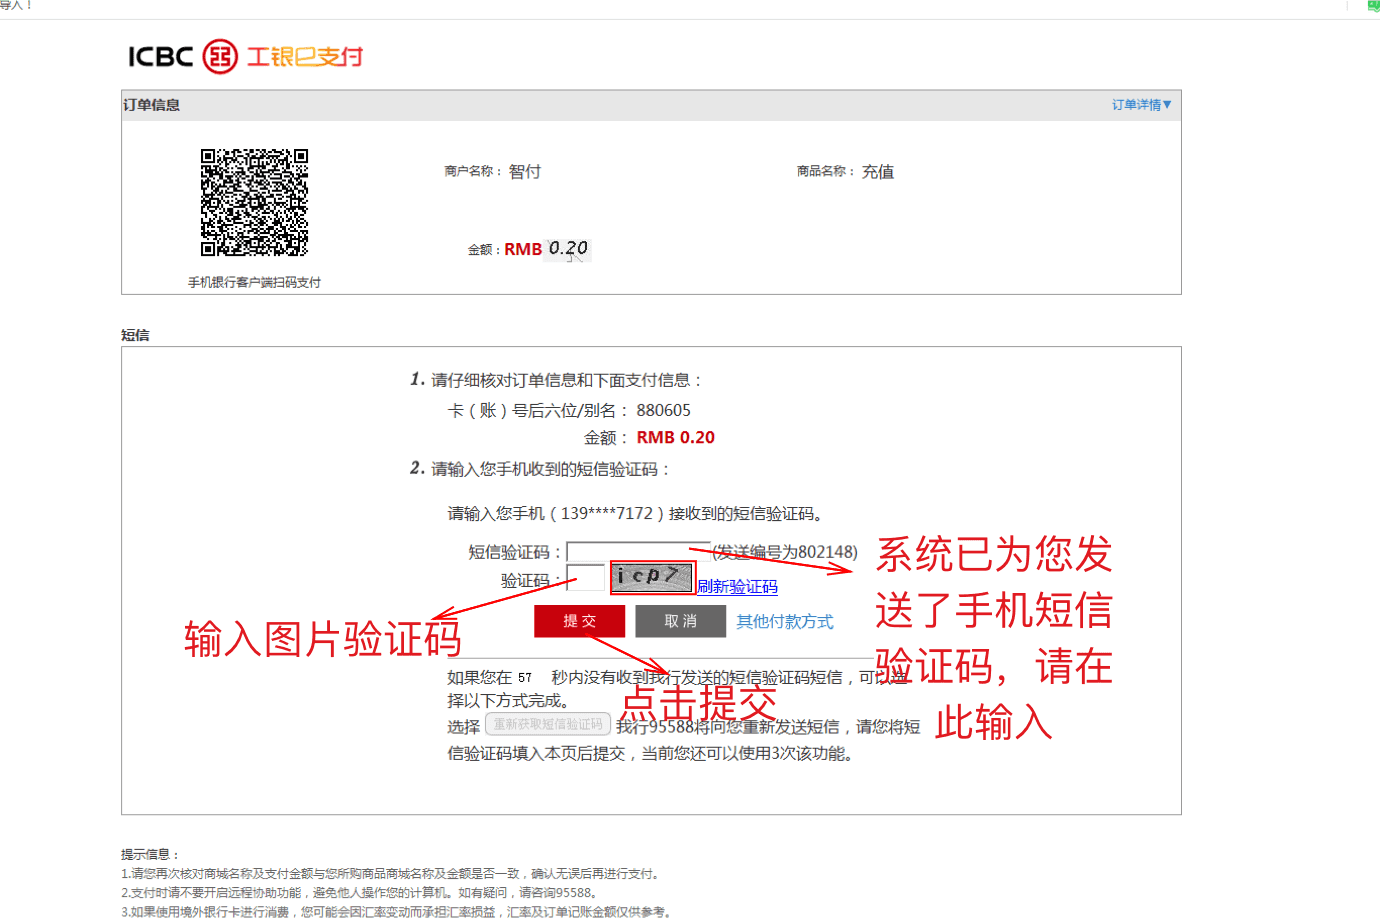 导入！
ICBC 工银e支付
订单信息
订单详情▼
商户名称： 智付
商品名称： 充值
金额：RMB 0.20
手机银行客户端扫码支付
短信
1. 请仔细核对订单信息和下面支付信息：
卡（账）号后六位/别名： 880605
金额： RMB 0.20
2. 请输入您手机收到的短信验证码：
请输入您手机（139****7172）接收到的短信验证码。
短信验证码：(发送编号为802148)
验证码： icp7 刷新验证码
提 交 取 消 其他付款方式
系统已为您发
送了手机短信
验证码，请在
此输入
输入图片验证码
点击提交
如果您在 57 秒内没有收到我行发送的短信验证码短信，可以选
择以下方式完成。
选择 重新获取短信验证码 我行95588将向您重新发送短信，请您将短
信验证码填入本页后提交，当前您还可以使用3次该功能。
提示信息：
1.请您再次核对商城名称及支付金额与您所购商品商城名称及金额是否一致，确认无误后再进行支付。
2.支付时请不要开启远程协助功能，避免他人操作您的计算机。如有疑问，请咨询95588。
3.如果使用境外银行卡进行消费，您可能会因汇率变动而承担汇率损益，汇率及订单记账金额仅供参考。